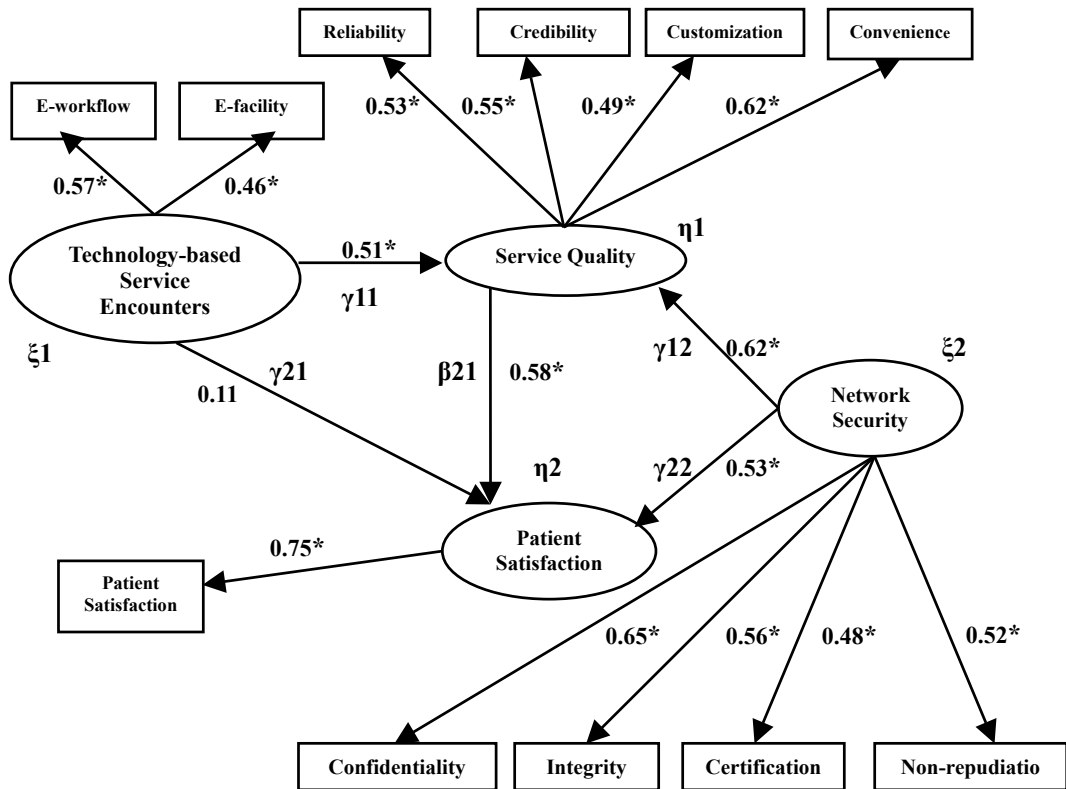 Reliability
Credibility
Customization
Convenience
E-workflow
E-facility
0.53*
0.55*
0.49*
0.62*
0.57*
0.46*
Technology-based
Service
Encounters
0.51*
γ11
Service Quality
η1
ξ1
γ21
0.11
β21
0.58*
γ12
0.62*
ξ2
Network
Security
η2
γ22
0.53*
Patient
Satisfaction
0.75*
Patient
Satisfaction
0.65*
0.56*
0.48*
0.52*
Confidentiality
Integrity
Certification
Non-repudiatio